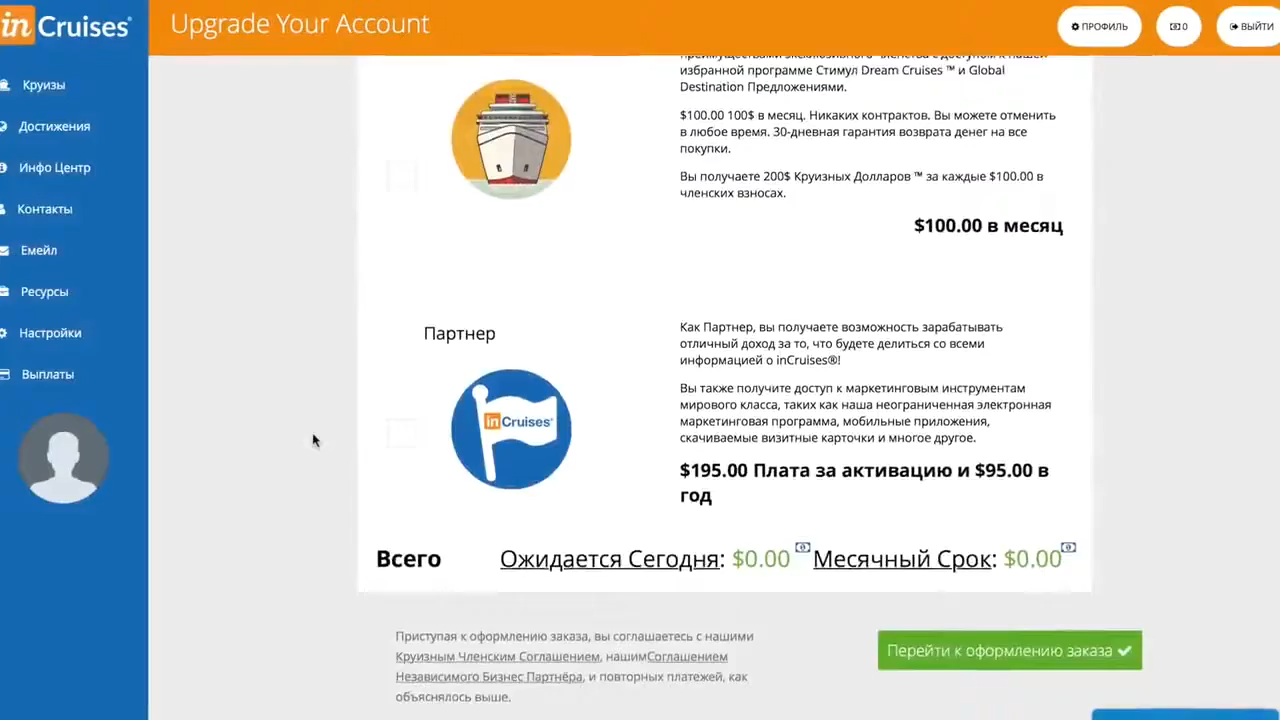 inCruises®
Upgrade Your Account
ПРОФИЛЬ
0
ВЫЙТИ
Круизы
Достижения
Инфо Центр
Контакты
Емейл
Ресурсы
Настройки
Выплаты
преимуществами эксклюзивного членства с доступом к нашей
избранной программе Стимул Dream Cruises ™ и Global
Destination Предложениями.
$100.00 100$ в месяц. Никаких контрактов. Вы можете отменить
в любое время. 30-дневная гарантия возврата денег на все
покупки.
Вы получаете 200$ Круизных Долларов ™ за каждые $100.00 в
членских взносах.
$100.00 в месяц
Партнер
inCruises®
Как Партнер, вы получаете возможность зарабатывать
отличный доход за то, что будете делиться со всеми
информацией о inCruises®!
Вы также получите доступ к маркетинговым инструментам
мирового класса, таких как наша неограниченная электронная
маркетинговая программа, мобильные приложения,
скачиваемые визитные карточки и многое другое.
$195.00 Плата за активацию и $95.00 в
год
Всего Ожидается Сегодня: $0.00 Месячный Срок: $0.00
Приступая к оформлению заказа, вы соглашаетесь с нашими
Круизным Членским Соглашением, нашимСоглашением
Независимого Бизнес Партнёра, и повторных платежей, как
объяснялось выше.
Перейти к оформлению заказа